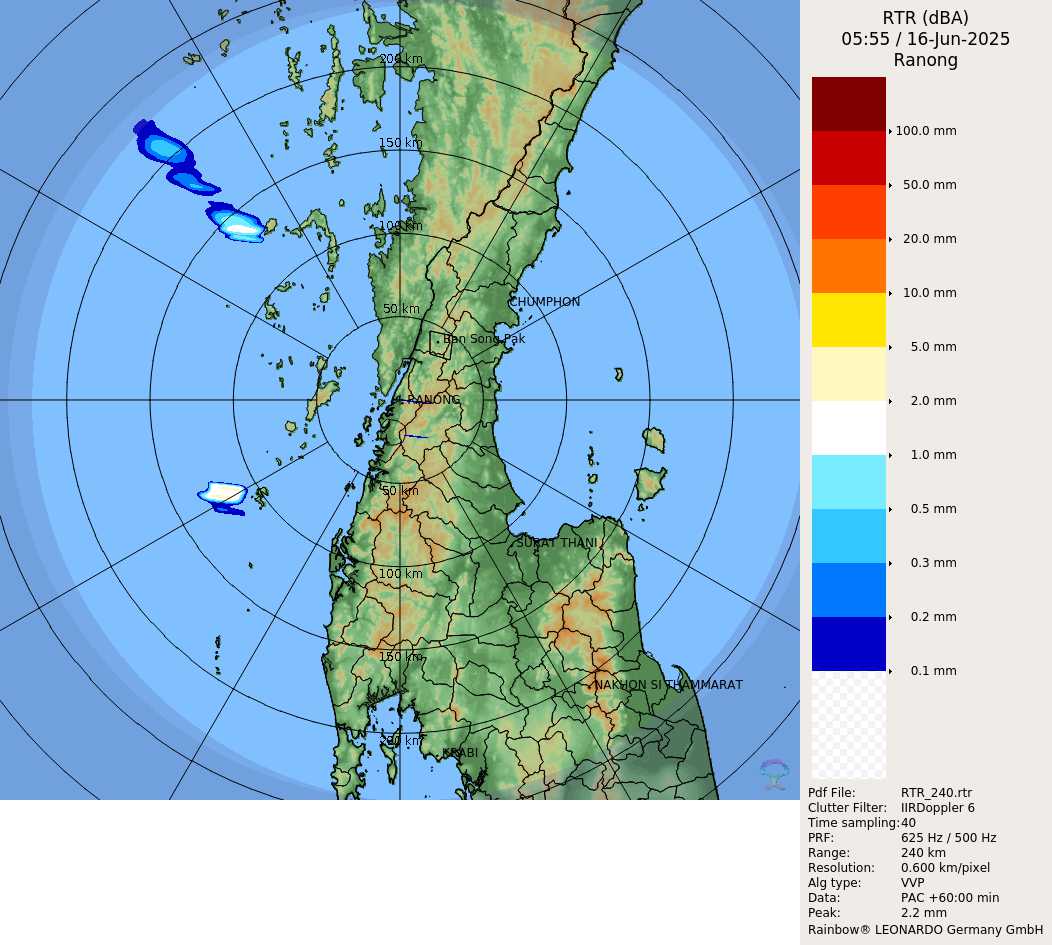 RTR (dBA)
05:55 / 16-Jun-2025
Ranong
100.0 mm
50.0 mm
20.0 mm
10.0 mm
5.0 mm
2.0 mm
1.0 mm
0.5 mm
0.3 mm
0.2 mm
0.1 mm
200 km
150 km
100 km
50 km
CHUMPHON
Ban Song Pak
RANONG
50 km
SURAT THANI
100 km
150 km
NAKHON SI THAMMARAT
200 km
KRABI
Pdf File: RTR_240.rtr
Clutter Filter: IIRDoppler 6
Time sampling: 40
PRF: 625 Hz / 500 Hz
Range: 240 km
Resolution: 0.600 km/pixel
Alg type: VVP
Data: PAC +60:00 min
Peak: 2.2 mm
Rainbow® LEONARDO Germany GmbH